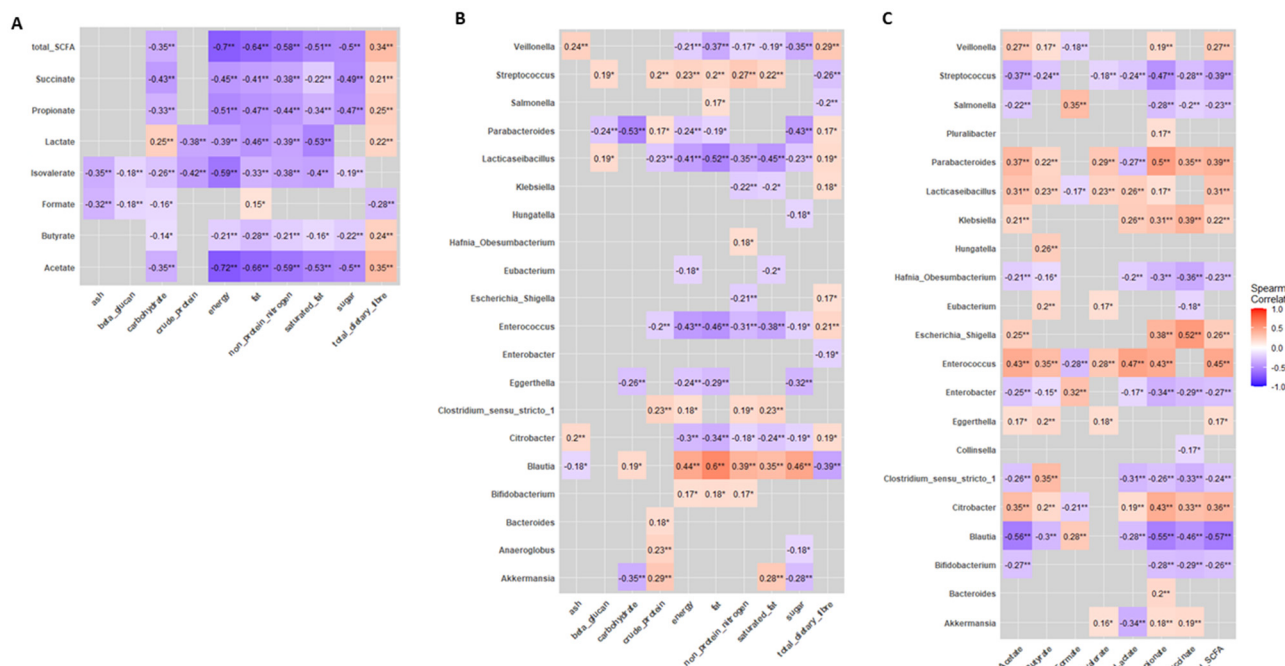 A
total_SCFA -0.35** -0.7** -0.64** -0.58** -0.51** -0.5** 0.34**
Succinate -0.43** -0.45** -0.41** -0.38** -0.22** -0.49** 0.21**
Propionate -0.33** -0.51** -0.47** -0.44** -0.34** -0.47** 0.25**
Lactate 0.25** -0.38** -0.39** -0.46** -0.39** -0.53** 0.22**
Isovalerate -0.35** -0.18** -0.26** -0.42** -0.59** -0.33** -0.38** -0.4** -0.19**
Formate -0.32** -0.18** -0.16* 0.15* -0.28**
Butyrate -0.14* -0.21** -0.28** -0.21** -0.16* -0.22** 0.24**
Acetate -0.35** -0.72** -0.66** -0.59** -0.53** -0.5** 0.35**
ash beta_glucan carbohydrate crude_protein energy fat non_protein_nitrogen saturated_fat sugar total_dietary_fibre
B
Veillonella 0.24** -0.21** -0.37** -0.17* -0.19* -0.35** 0.29**
Streptococcus 0.19* 0.2** 0.23** 0.2** 0.27** 0.22** -0.26**
Salmonella 0.17* -0.2**
Parabacteroides -0.24** -0.53** 0.17* -0.24** -0.19* -0.43** 0.17*
Lacticaseibacillus 0.19* -0.23** -0.41** -0.52** -0.35** -0.45** -0.23** 0.19*
Klebsiella -0.22** -0.2* 0.18*
Hungatella -0.18*
Hafnia_Obesumbacterium 0.18*
Eubacterium -0.18* -0.2*
Escherichia_Shigella -0.21** 0.17*
Enterococcus -0.2** -0.43** -0.46** -0.31** -0.38** -0.19* 0.21**
Enterobacter -0.19*
Eggerthella -0.26** -0.24** -0.29** -0.32**
Clostridium_sensu_stricto_1 0.23** 0.18* 0.19* 0.23**
Citrobacter 0.2** -0.3** -0.34** -0.18* -0.24** -0.19* 0.19*
Blautia -0.18* 0.19* 0.44** 0.6** 0.39** 0.35** 0.46** -0.39**
Bifidobacterium 0.17* 0.18* 0.17*
Bacteroides 0.18*
Anaeroglobus 0.23** -0.18*
Akkermansia -0.35** 0.29** 0.28** -0.28**
ash beta_glucan carbohydrate crude_protein energy fat non_protein_nitrogen saturated_fat sugar total_dietary_fibre
C
Veillonella 0.27** 0.17* -0.18** 0.19** 0.27**
Streptococcus -0.37** -0.24** -0.18** -0.24** -0.47** -0.28** -0.39**
Salmonella -0.22** 0.35** -0.28** -0.2** -0.23**
Pluralibacter 0.17*
Parabacteroides 0.37** 0.22** 0.29** -0.27** 0.5** 0.35** 0.39**
Lacticaseibacillus 0.31** 0.23** -0.17* 0.23** 0.26** 0.17* 0.31**
Klebsiella 0.21** 0.26** 0.31** 0.39** 0.22**
Hungatella 0.26**
Hafnia_Obesumbacterium -0.21** -0.16* -0.2** -0.3** -0.36** -0.23**
Eubacterium 0.2** 0.17* -0.18*
Escherichia_Shigella 0.25** 0.38** 0.52** 0.26**
Enterococcus 0.43** 0.35** -0.28** 0.28** 0.47** 0.43** 0.45**
Enterobacter -0.25** -0.15* 0.32** -0.17* -0.34** -0.29** -0.27**
Eggerthella 0.17* 0.2** 0.18* 0.17*
Collinsella -0.17*
Clostridium_sensu_stricto_1 -0.26** 0.35** -0.31** -0.26** -0.33** -0.24**
Citrobacter 0.35** 0.2** -0.21** 0.19** 0.43** 0.33** 0.36**
Blautia -0.56** -0.3** 0.28** -0.28** -0.55** -0.46** -0.57**
Bifidobacterium -0.27** -0.28** -0.29** -0.26**
Bacteroides 0.2**
Akkermansia 0.16* -0.34** 0.18** 0.19**
Spearm
Correlat
1.0
0.5
0.0
-0.5
-1.0